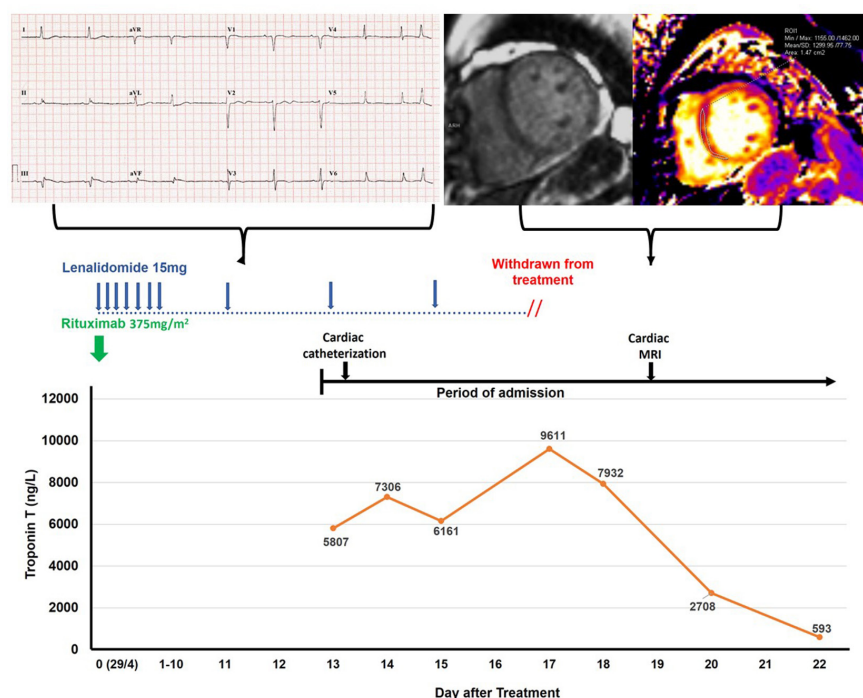 I
aVR
V1
V4
II
aVL
V2
V5
III
aVF
V3
V6
ROI1
Min / Max: 1155.00 /1462.00
Mean/SD: 1299.95 /77.75
Area: 1.47 cm2
Lenalidomide 15mg
Withdrawn from
treatment
Rituximab 375mg/m²
Cardiac
catheterization
Cardiac
MRI
Period of admission
12000
10000
8000
6000
4000
2000
0
Troponin T (ng/L)
5807
7306
6161
9611
7932
2708
593
0 (29/4)
1-10
11
12
13
14
15
16
17
18
19
20
21
22
Day after Treatment